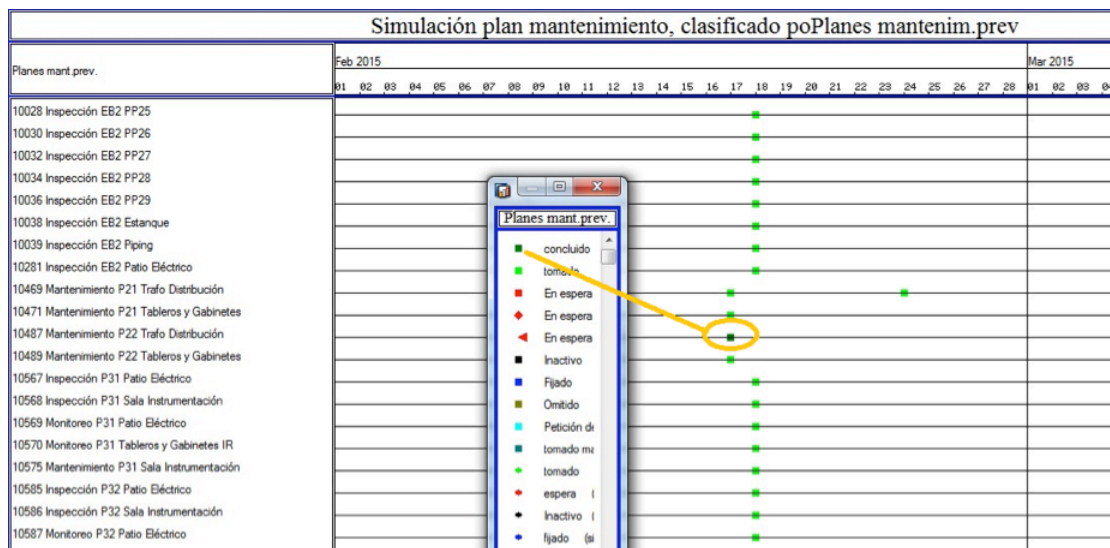 Simulación plan mantenimiento, clasificado poPlanes mantenim.prev
Planes mant.prev.
Feb 2015
Mar 2015
01 02 03 04 05 06 07 08 09 10 11 12 13 14 15 16 17 18 19 20 21 22 23 24 25 26 27 28 01 02 03
10028 Inspección EB2 PP25
10030 Inspección EB2 PP26
10032 Inspección EB2 PP27
10034 Inspección EB2 PP28
10036 Inspección EB2 PP29
10038 Inspección EB2 Estanque
10039 Inspección EB2 Piping
10281 Inspección EB2 Patio Eléctrico
10469 Mantenimiento P21 Trafo Distribución
10471 Mantenimiento P21 Tableros y Gabinetes
10487 Mantenimiento P22 Trafo Distribución
10489 Mantenimiento P22 Tableros y Gabinetes
10567 Inspección P31 Patio Eléctrico
10568 Inspección P31 Sala Instrumentación
10569 Monitoreo P31 Patio Eléctrico
10570 Monitoreo P31 Tableros y Gabinetes IR
10575 Mantenimiento P31 Sala Instrumentación
10585 Inspección P32 Patio Eléctrico
10586 Inspección P32 Sala Instrumentación
10587 Monitoreo P32 Patio Eléctrico
Planes mant.prev.
concluido
tomado
En espera
En espera
En espera
Inactivo
Fijado
Omitido
Petición de
tomado ma
tomado
espera (
Inactivo (
fijado (si